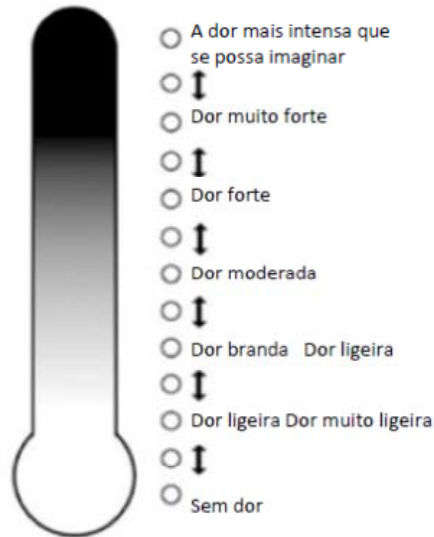 A dor mais intensa que
se possa imaginar
Dor muito forte
Dor forte
Dor moderada
Dor branda Dor ligeira
Dor ligeira Dor muito ligeira
Sem dor